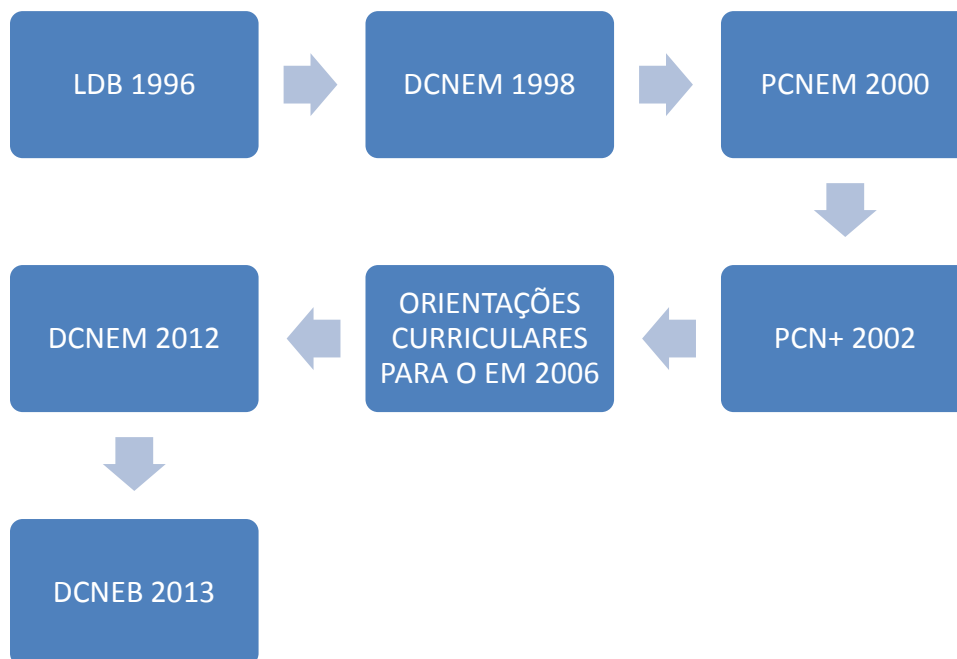 LDB 1996
DCNEM 1998
PCNEM 2000
PCN+ 2002
ORIENTAÇÕES
CURRICULARES
PARA O EM 2006
DCNEM 2012
DCNEB 2013